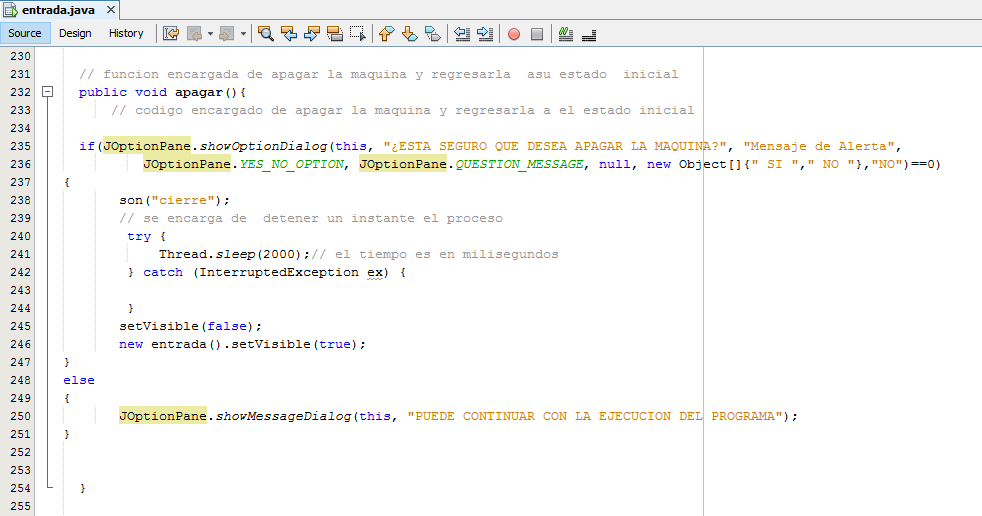 entrada.java
Source Design History
230
231 // funcion encargada de apagar la maquina y regresarla  asu estado  inicial
232 public void apagar(){
233 // codigo encargado de apagar la maquina y regresarla a el estado inicial
234
235 if(JOptionPane.showOptionDialog(this, "¿ESTA SEGURO QUE DESEA APAGAR LA MAQUINA?", "Mensaje de Alerta",
236 JOptionPane.YES_NO_OPTION, JOptionPane.QUESTION_MESSAGE, null, new Object[]{" SI "," NO "},"NO")==0)
237 {
238 son("cierre");
239 // se encarga de  detener un instante el proceso
240 try {
241 Thread.sleep(2000);// el tiempo es en milisegundos
242 } catch (InterruptedException ex) {
243
244 }
245 setVisible(false);
246 new entrada().setVisible(true);
247 }
248 else
249 {
250 JOptionPane.showMessageDialog(this, "PUEDE CONTINUAR CON LA EJECUCION DEL PROGRAMA");
251 }
252
253
254 }
255